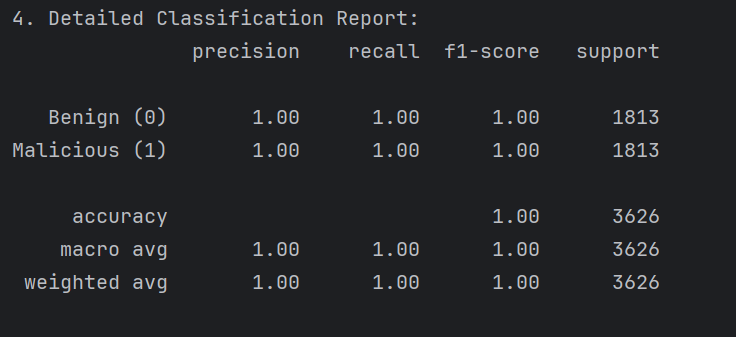 4. Detailed Classification Report:
precision recall f1-score support
Benign (0) 1.00 1.00 1.00 1813
Malicious (1) 1.00 1.00 1.00 1813
accuracy 1.00 3626
macro avg 1.00 1.00 1.00 3626
weighted avg 1.00 1.00 1.00 3626